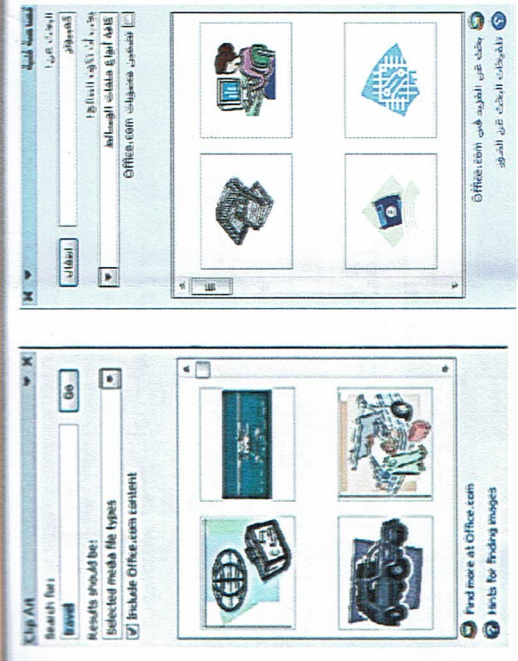 Clip Art
Search for:
travel
Go
Results should be:
Selected media file types
Include Office.com content
Find more at Office.com
Hints for finding images
قصاصة فنية
البحث عن:
كمبيوتر
انتقال
يجب أن تكون النتائج:
كافة أنواع ملفات الوسائط
تضمين محتويات Office.com
بحث عن المزيد في Office.com
تلميحات البحث عن الصور